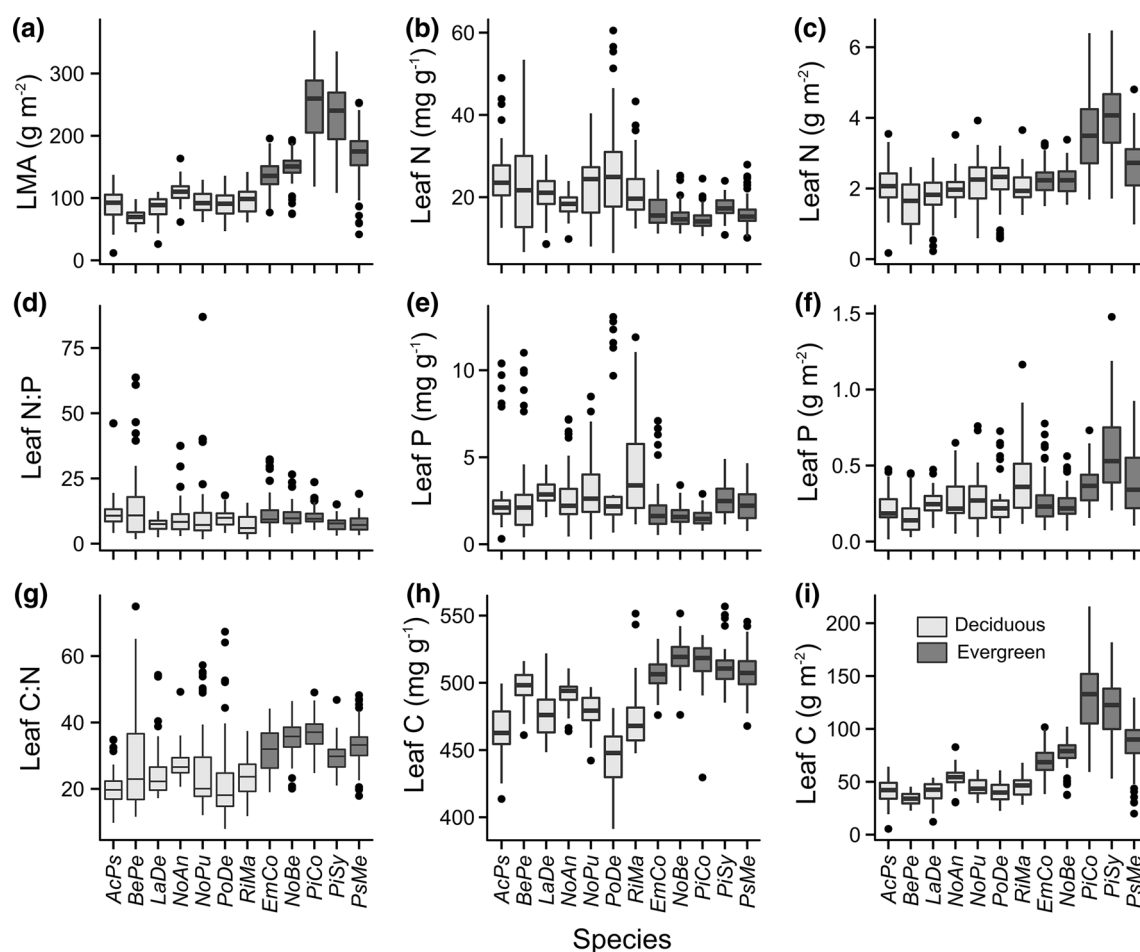 (a)
LMA (g m⁻²)
300
200
100
0
(b)
Leaf N (mg g⁻¹)
60
40
20
(c)
Leaf N (g m⁻²)
6
4
2
0
(d)
Leaf N:P
75
50
25
0
(e)
Leaf P (mg g⁻¹)
10
5
0
(f)
Leaf P (g m⁻²)
1.5
1.0
0.5
0.0
(g)
Leaf C:N
60
40
20
(h)
Leaf C (mg g⁻¹)
550
500
450
400
(i)
Leaf C (g m⁻²)
200
150
100
50
0
Deciduous
Evergreen
AcPs BePe LaDe NoAn NoPu PoDe RiMa EmCo NoBe PiCo PiSy PsMe
AcPs BePe LaDe NoAn NoPu PoDe RiMa EmCo NoBe PiCo PiSy PsMe
AcPs BePe LaDe NoAn NoPu PoDe RiMa EmCo NoBe PiCo PiSy PsMe
Species